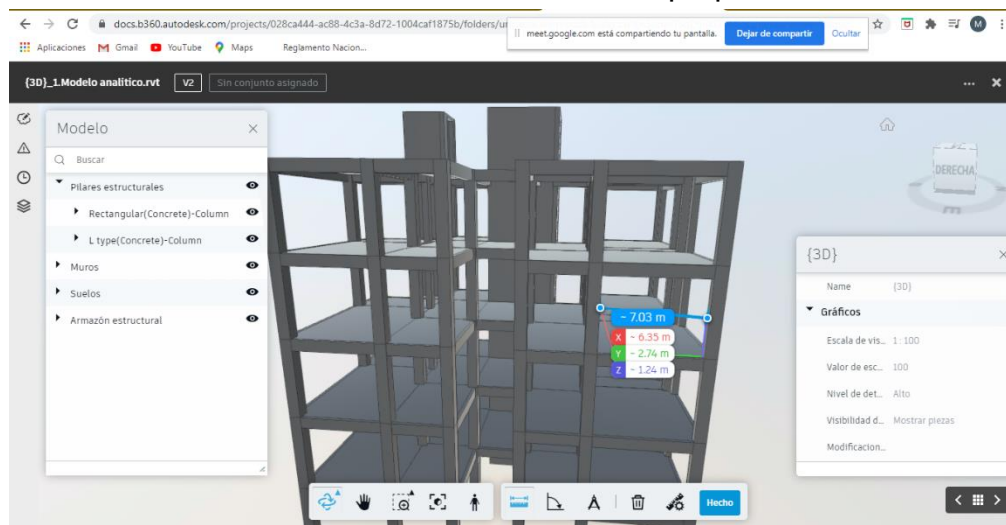 docs.b360.autodesk.com/projects/028ca444-ac88-4c3a-8d72-1004caf1875b/folders/ur
meet.google.com está compartiendo tu pantalla.
Dejar de compartir
Ocultar
M
Aplicaciones
Gmail
YouTube
Maps
Reglamento Nacion...
{3D}_1.Modelo analitico.rvt
V2
Sin conjunto asignado
Modelo
Buscar
Pilares estructurales
Rectangular(Concrete)-Column
L type(Concrete)-Column
Muros
Suelos
Armazón estructural
~ 7.03 m
X ~ 6.35 m
Y ~ 2.74 m
Z ~ 1.24 m
DERECHA
{3D}
Name {3D}
Gráficos
Escala de vis... 1 : 100
Valor de esc... 100
Nivel de det... Alto
Visibilidad d... Mostrar piezas
Modificacion...
Hecho